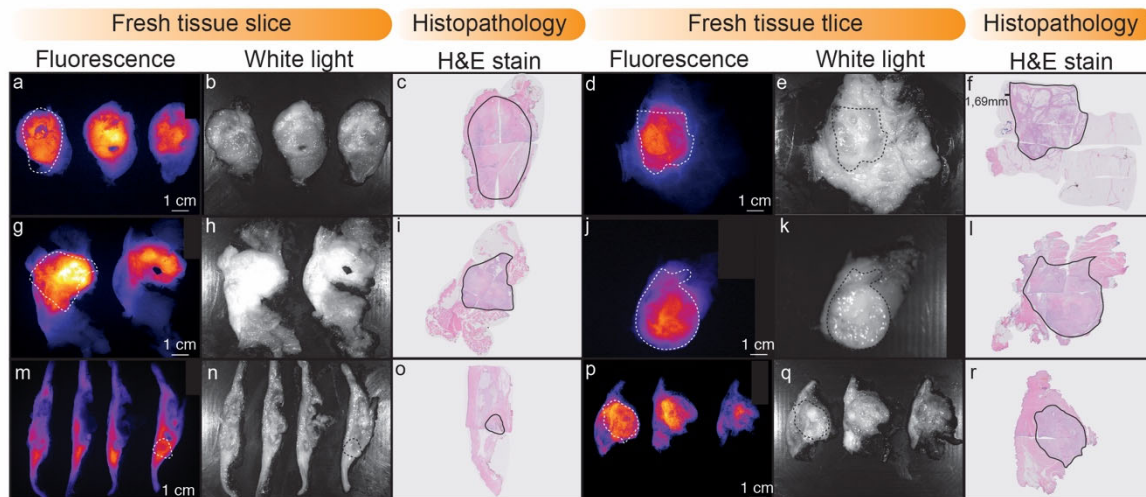 Fresh tissue slice Histopathology Fresh tissue tlice Histopathology
Fluorescence White light H&E stain Fluorescence White light H&E stain
a b c d e f
1,69mm
1 cm 1 cm
g h i j k l
1 cm 1 cm
m n o p q r
1 cm 1 cm